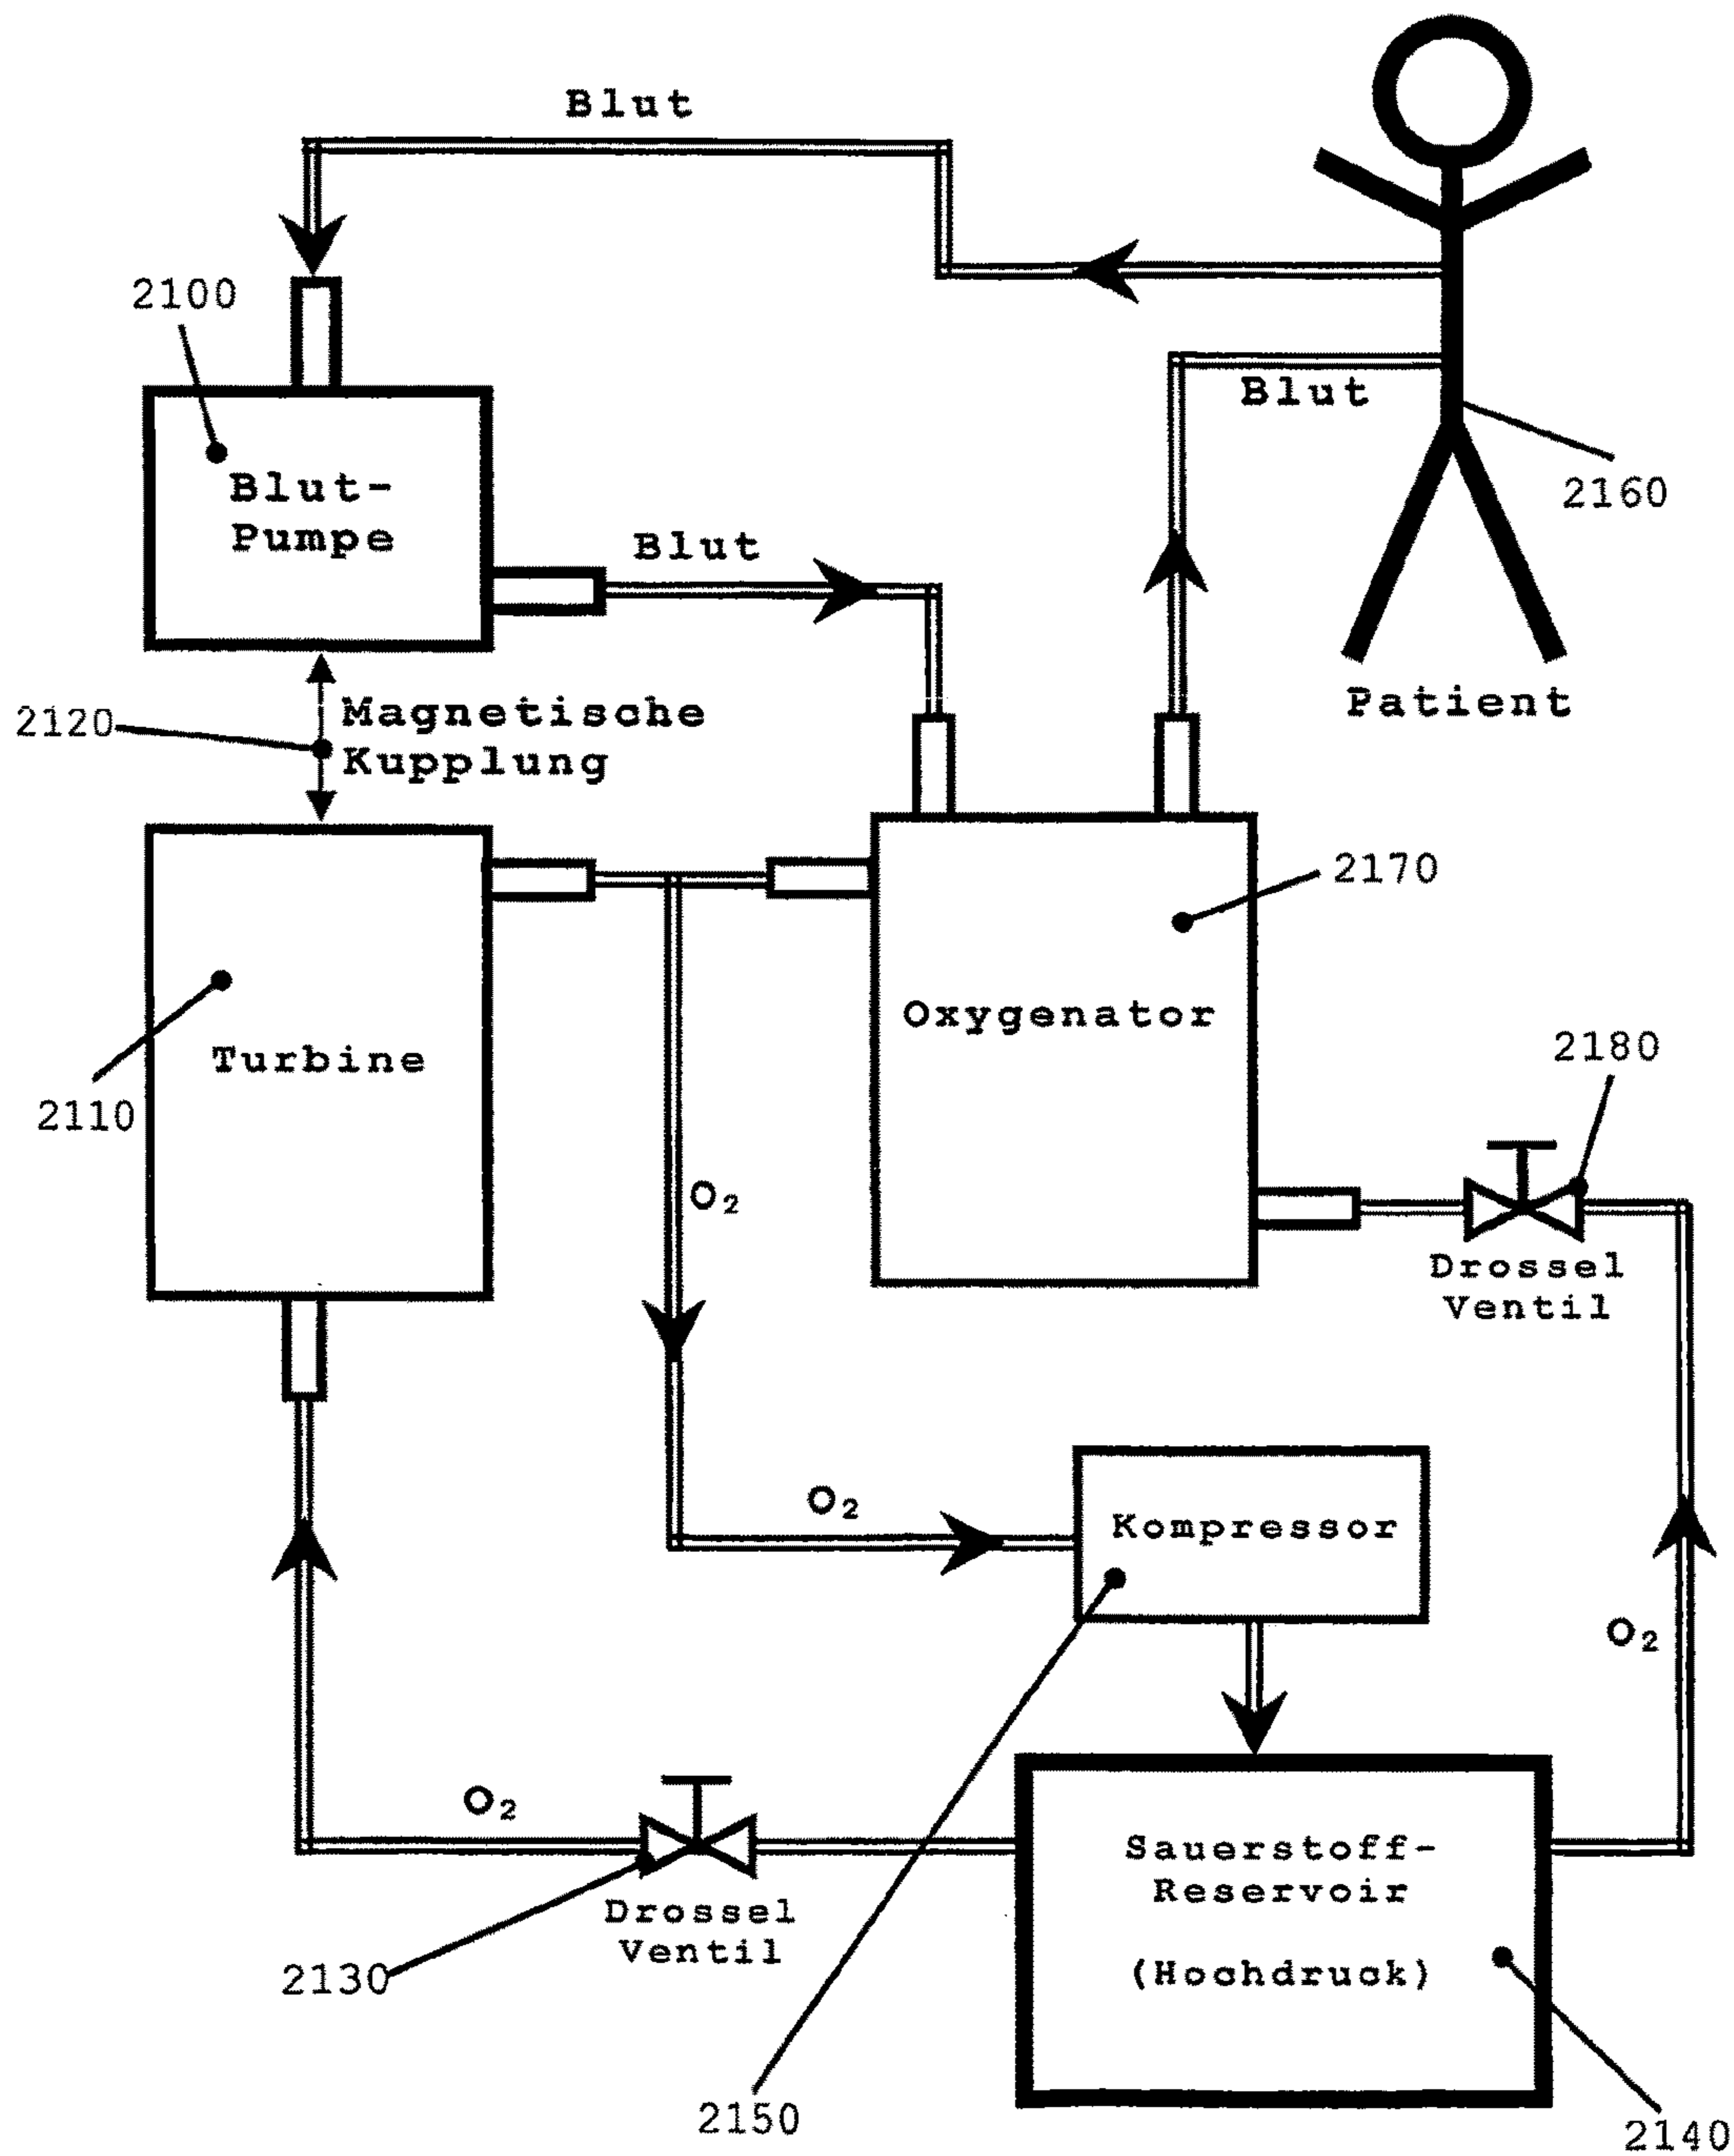 Blut
2100
Blut
Blut-
Pumpe
2160
Blut
Patient
2120
Magnetische
Kupplung
2170
Oxygenator
2180
Turbine
2110
O₂
Drossel
Ventil
O₂
Kompressor
O₂
O₂
Sauerstoff-
Reservoir
(Hochdruck)
Drossel
Ventil
2130
2150
2140